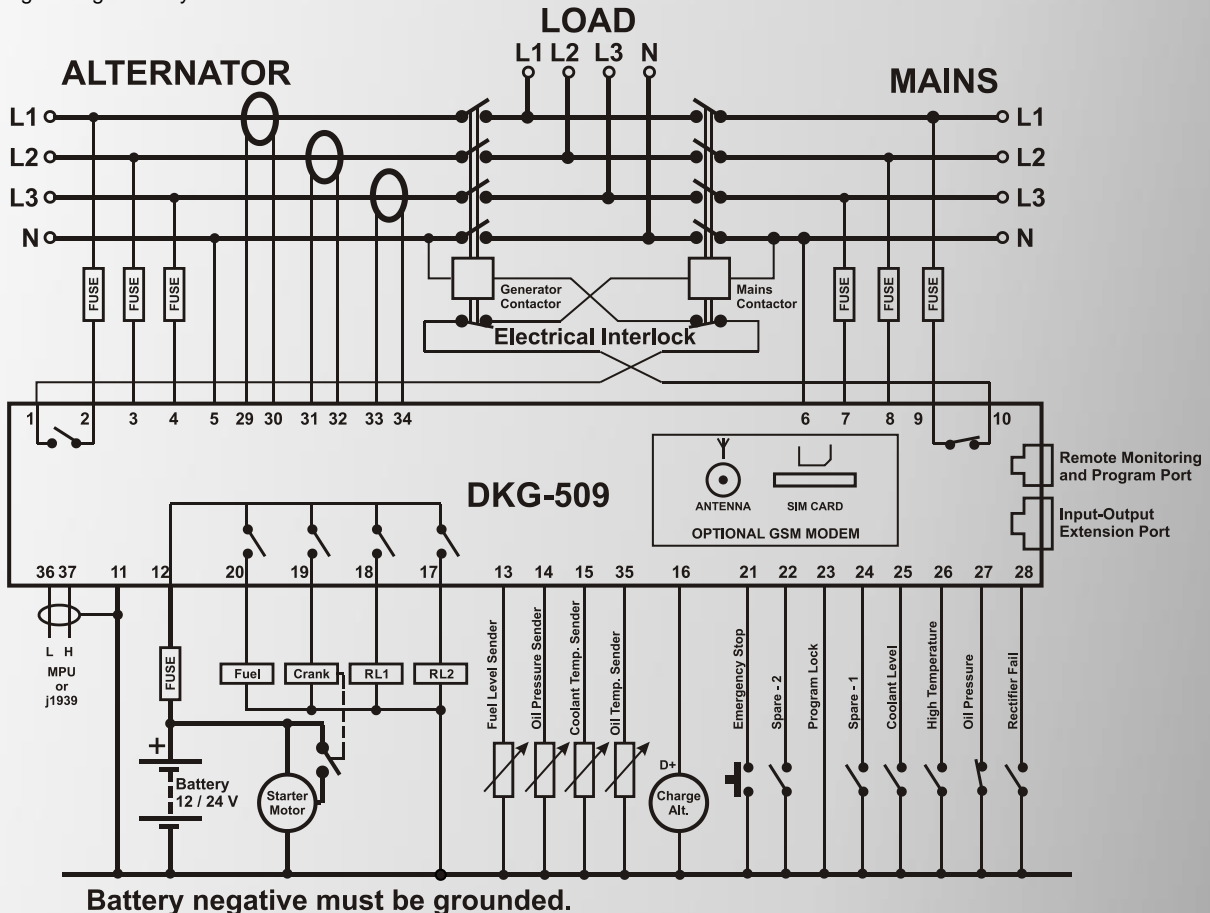 LOAD
L1 L2 L3 N
ALTERNATOR
MAINS
L1
L2
L3
N
L1
L2
L3
N
FUSE
FUSE
FUSE
Generator
Contactor
Mains
Contactor
FUSE
FUSE
FUSE
Electrical Interlock
1 2 3 4 5 29 30 31 32 33 34 6 7 8 9 10
DKG-509
ANTENNA
SIM CARD
OPTIONAL GSM MODEM
Remote Monitoring
and Program Port
Input-Output
Extension Port
36 37 11 12 20 19 18 17 13 14 15 35 16 21 22 23 24 25 26 27 28
L H
MPU
or
j1939
FUSE
Fuel
Crank
RL1
RL2
Fuel Level Sender
Oil Pressure Sender
Coolant Temp. Sender
Oil Temp. Sender
Emergency Stop
Spare - 2
Program Lock
Spare - 1
Coolant Level
High Temperature
Oil Pressure
Rectifier Fail
+
Battery
12 / 24 V
Starter
Motor
D+
Charge
Alt.
Battery negative must be grounded.